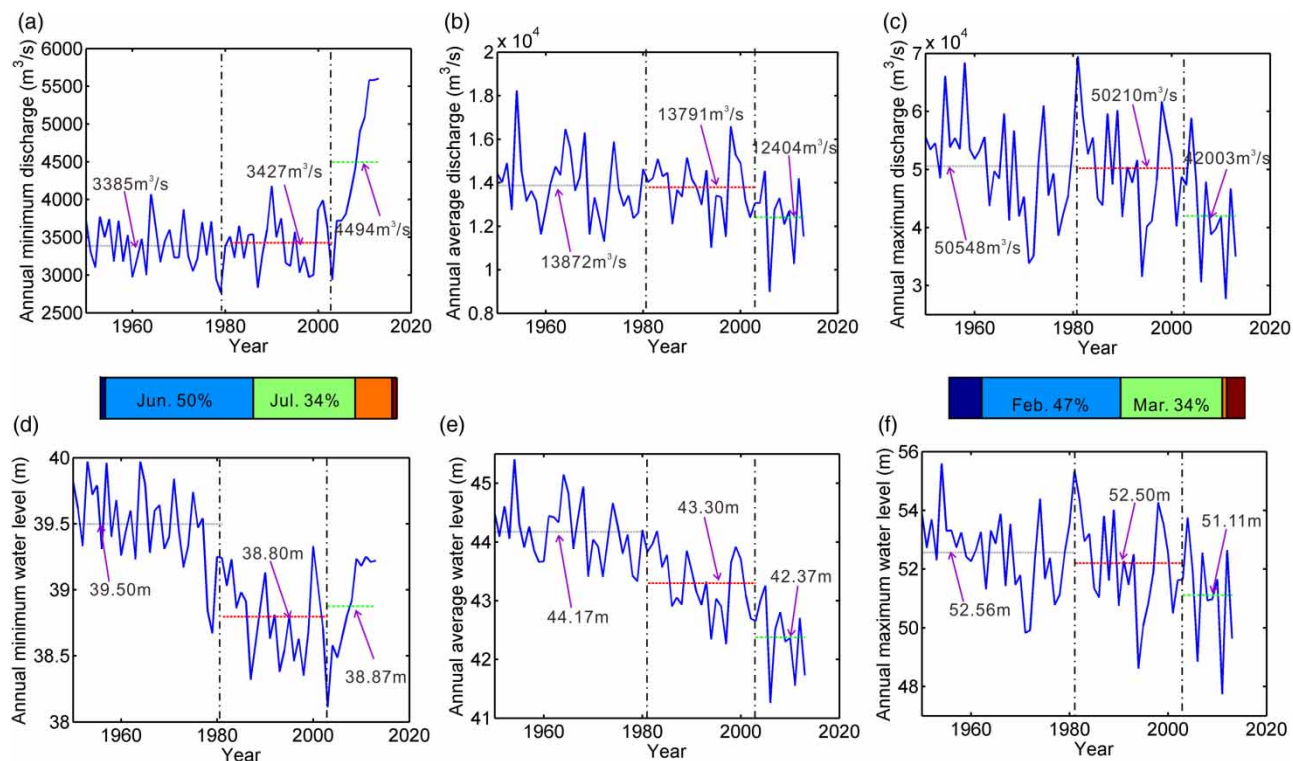 (a)
Annual minimum discharge (m³/s)
6000
5500
5000
4500
4000
3500
3000
2500
3385m³/s
3427m³/s
4494m³/s
1960
1980
2000
2020
Year
(b)
× 10⁴
Annual average discharge (m³/s)
2
1.8
1.6
1.4
1.2
1.0
0.8
13872m³/s
13791m³/s
12404m³/s
1960
1980
2000
2020
Year
(c)
× 10⁴
Annual maximum discharge (m³/s)
7
6
5
4
3
50548m³/s
50210m³/s
42003m³/s
1960
1980
2000
2020
Year
Jun. 50%
Jul. 34%
Feb. 47%
Mar. 34%
(d)
Annual minimum water level (m)
40
39.5
39
38.5
38
39.50m
38.80m
38.87m
1960
1980
2000
2020
Year
(e)
Annual average water level (m)
45
44
43
42
41
44.17m
43.30m
42.37m
1960
1980
2000
2020
Year
(f)
Annual maximum water level (m)
56
54
52
50
48
52.56m
52.50m
51.11m
1960
1980
2000
2020
Year